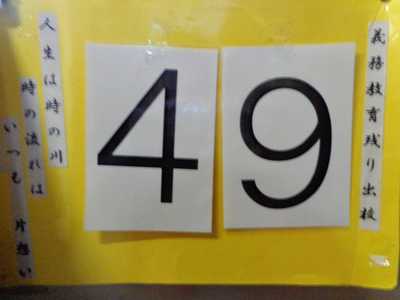 義務教育残り出校
49
人生は時の川
時の流れは
いつも片想い